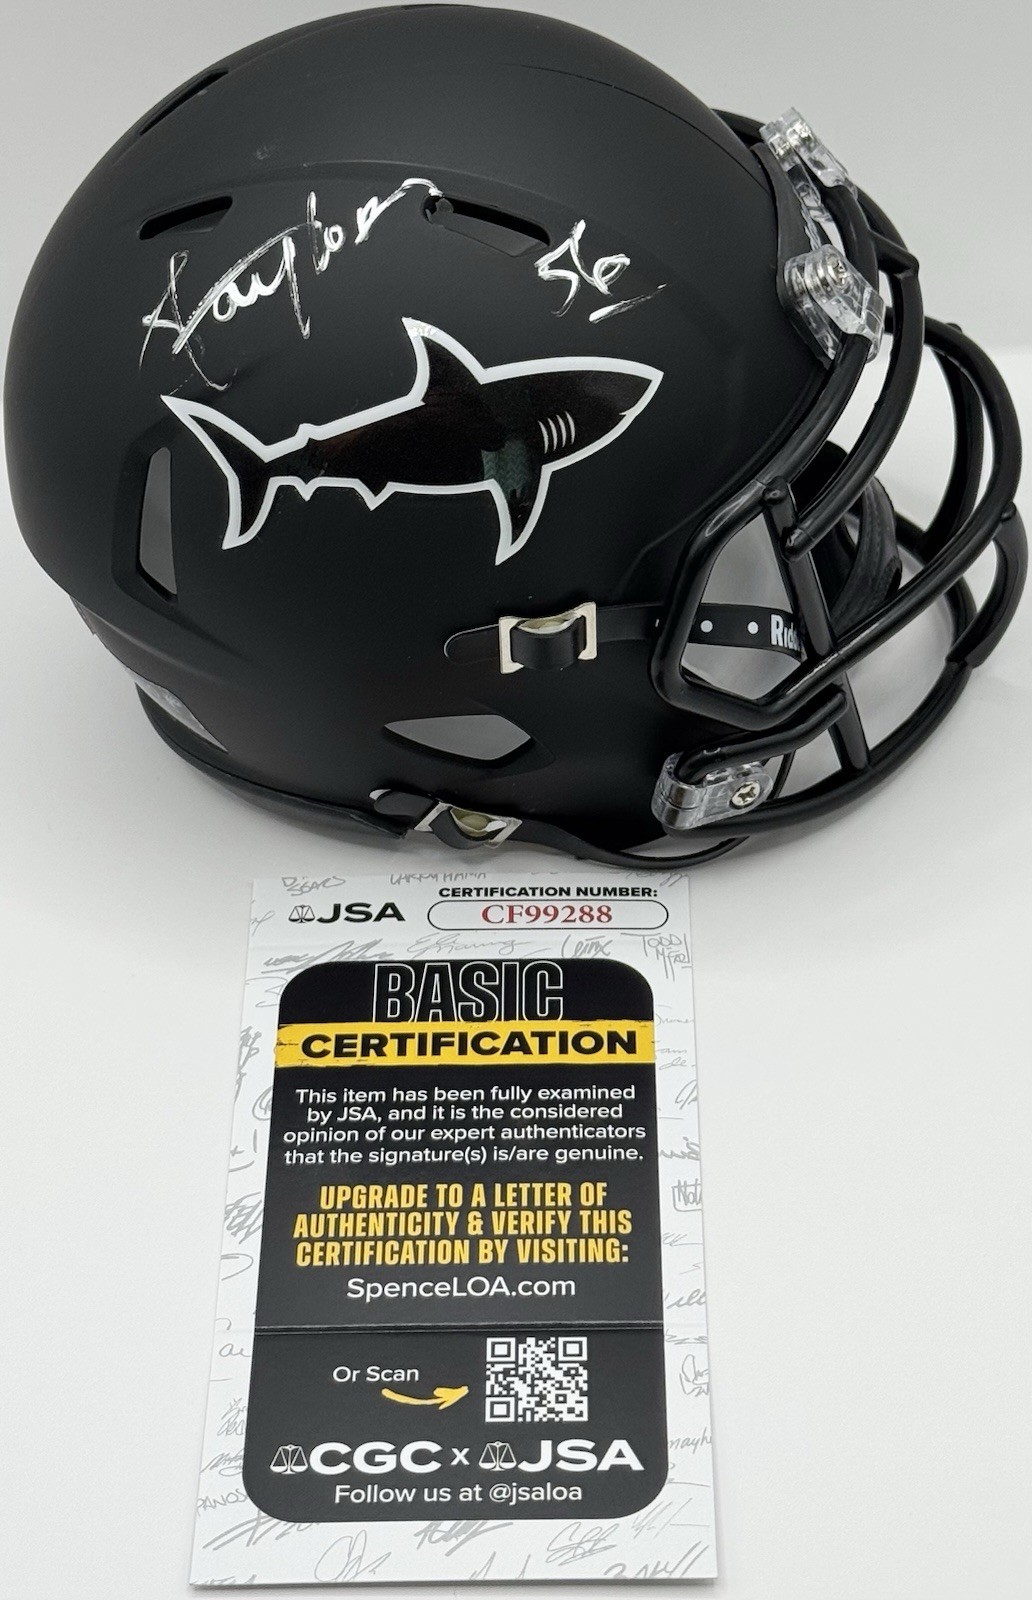 L Taylor 56
Ridd
JSA
CERTIFICATION NUMBER:
CF99288
BASIC
CERTIFICATION
This item has been fully examined
by JSA, and it is the considered
opinion of our expert authenticators
that the signature(s) is/are genuine.
UPGRADE TO A LETTER OF
AUTHENTICITY & VERIFY THIS
CERTIFICATION BY VISITING:
SpenceLOA.com
Or Scan
CGC x JSA
Follow us at @jsaloa